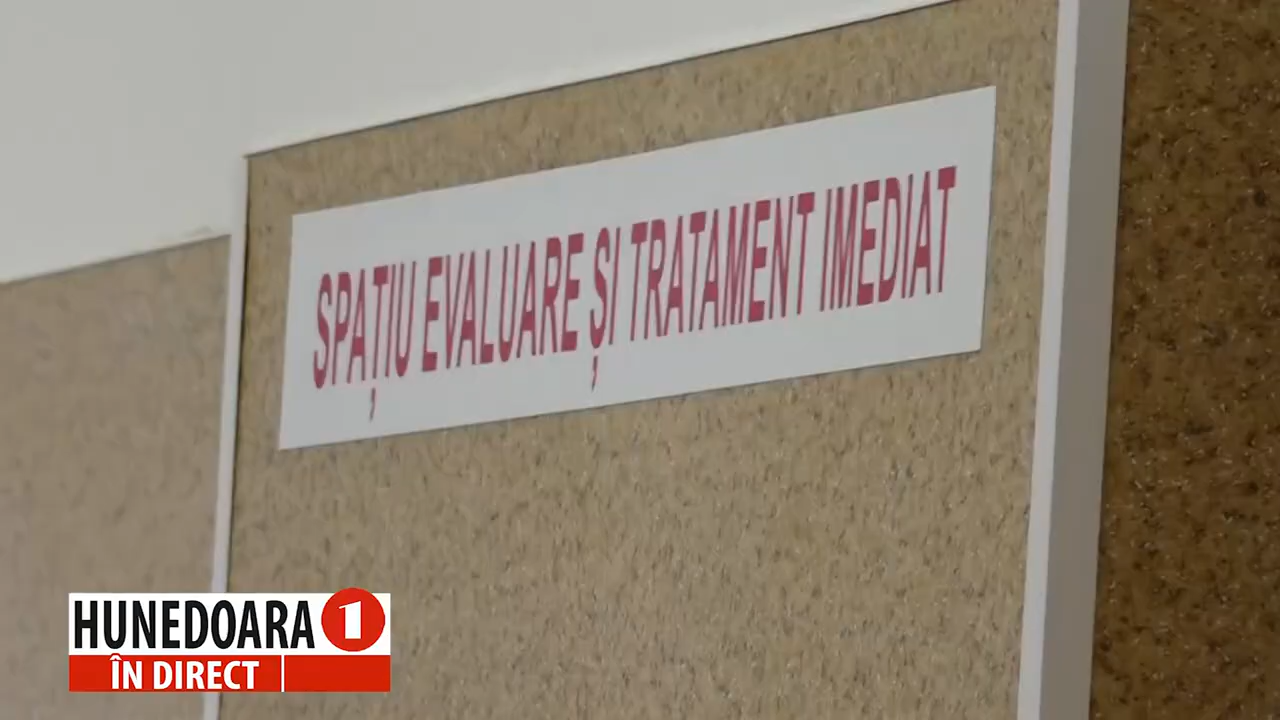 SPAȚIU EVALUARE ȘI TRATAMENT IMEDIAT
HUNEDOARA 1
ÎN DIRECT